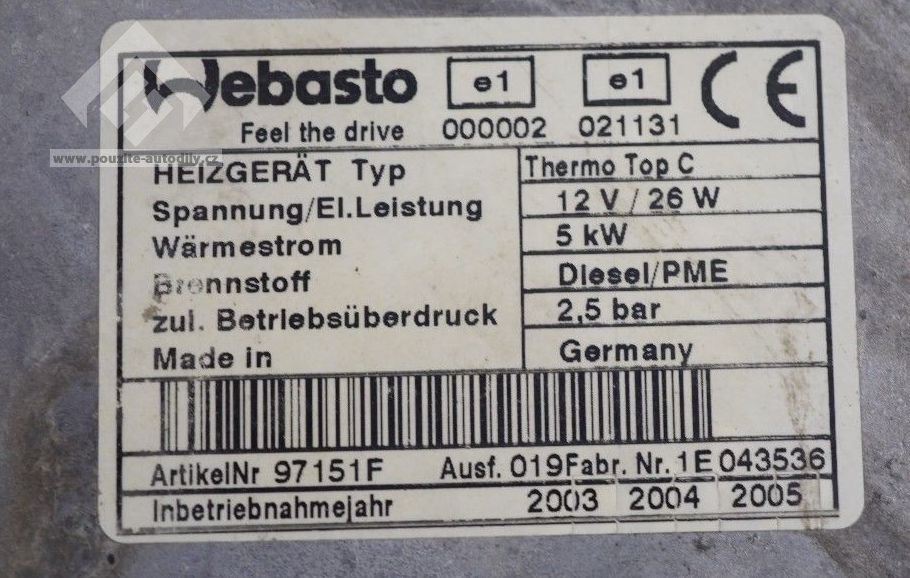 Webasto
e1 e1 CE
Feel the drive 000002 021131
www.pouzite-autodily.cz
HEIZGERÄT Typ Thermo Top C
Spannung/El.Leistung 12 V / 26 W
Wärmestrom 5 kW
Brennstoff Diesel/PME
zul. Betriebsüberdruck 2,5 bar
Made in Germany
ArtikelNr 97151F Ausf. 019 Fabr. Nr. 1E 043536
Inbetriebnahmejahr 2003 2004 2005